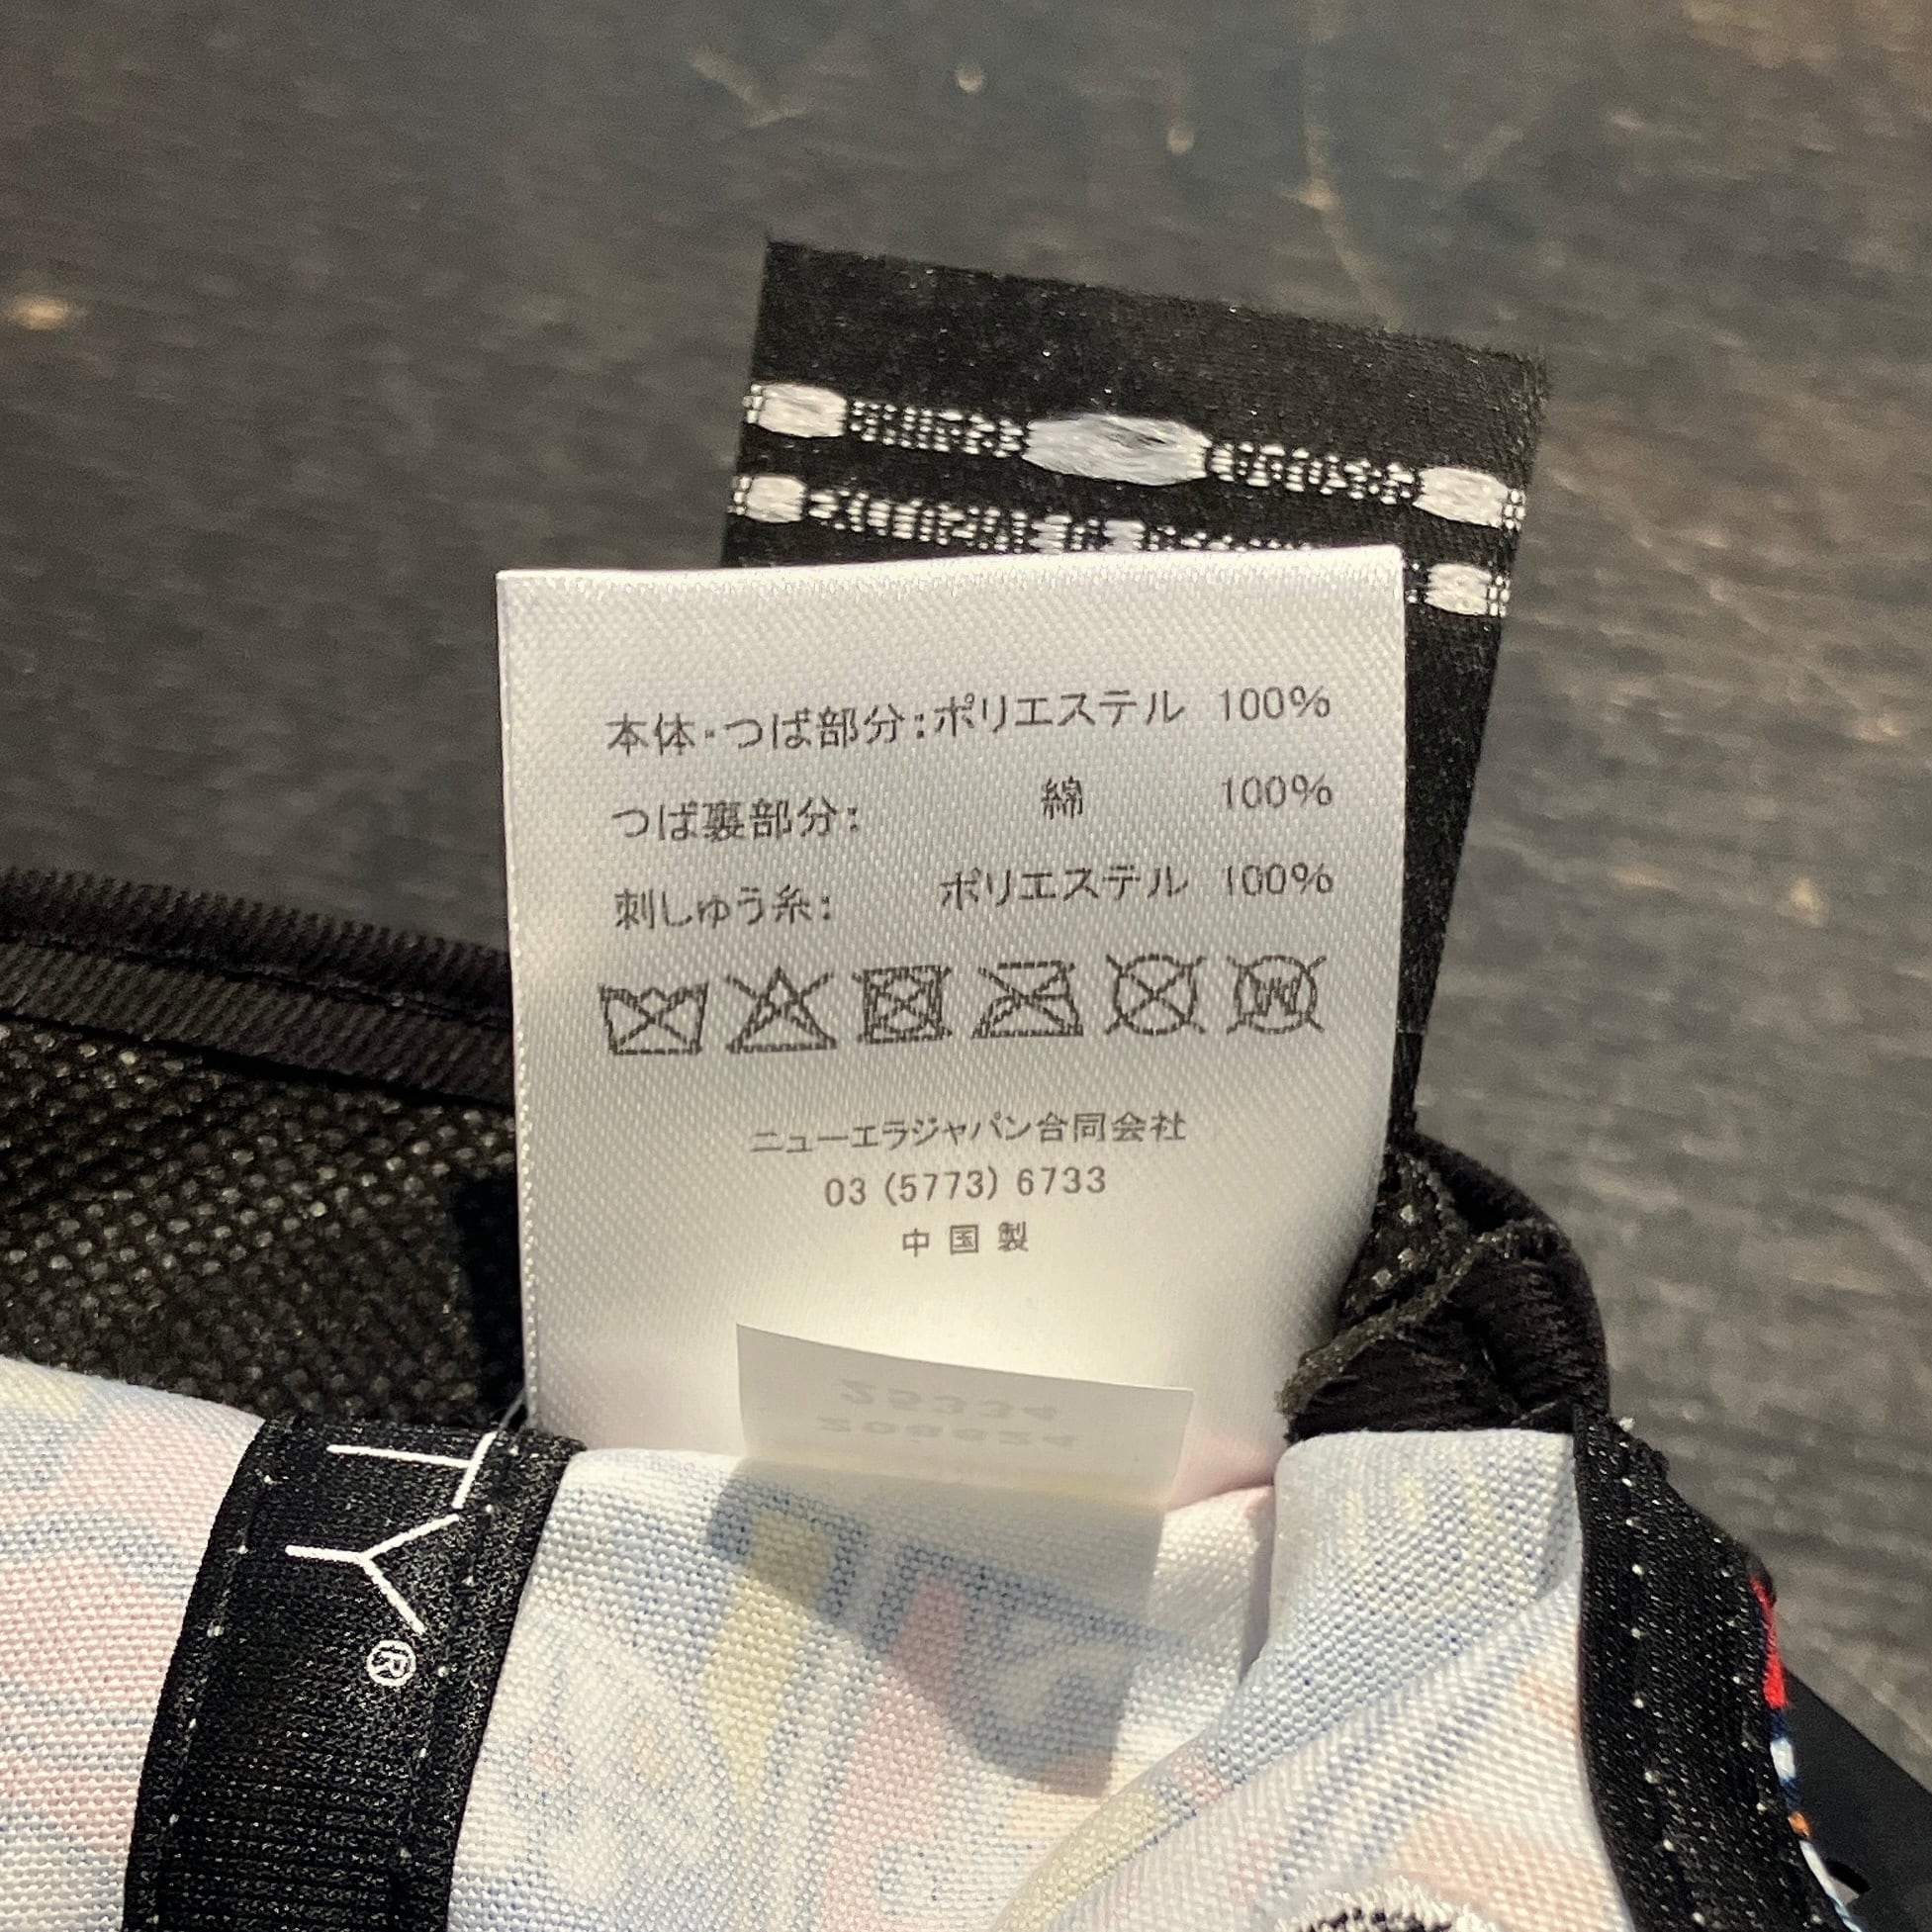 本体・つば部分:ポリエステル 100%
つば裏部分: 綿 100%
刺しゅう糸: ポリエステル 100%
W
ニューエラジャパン合同会社
03 (5773) 6733
中国製
TY®